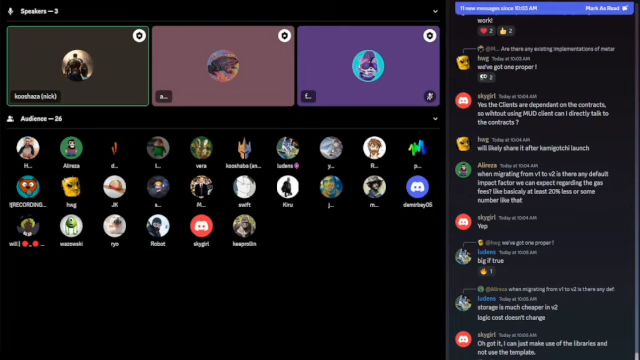 Speakers — 3
kooshaza (nick)
a...
f...
Audience — 26
H...
Alireza
d...
l...
vera
kooshaba (an...
ludens
y...
R...
p...
![RECORDING...
hwg
JK
s...
M...
swift
Kiru
j...
m...
demirbey05
will
wazowski
ryo
Robot
skygirl
keeprollin
11 new messages since 10:03 AM
Mark As Read
work!
2
2
@M... Are there any existing implementations of metar
hwg Today at 10:03 AM
we've got one proper !
2
skygirl Today at 10:04 AM
Yes the Clients are dependant on the contracts,
so wihtout using MUD client can I directly talk to
the contracts ?
hwg Today at 10:04 AM
will likely share it after kamigotchi launch
Alireza Today at 10:04 AM
when migrating from v1 to v2 is there any default
impact factor we can expect regarding the gas
fees? like basicaly at least 20% less or some
number like that
skygirl Today at 10:04 AM
Yep
@hwg we've got one proper !
ludens Today at 10:05 AM
big if true
1
@Alireza when migrating from v1 to v2 is there any def
ludens Today at 10:05 AM
storage is much cheaper in v2
logic cost doesn't change
skygirl Today at 10:05 AM
Oh got it, I can just make use of the libraries and
not use the template.